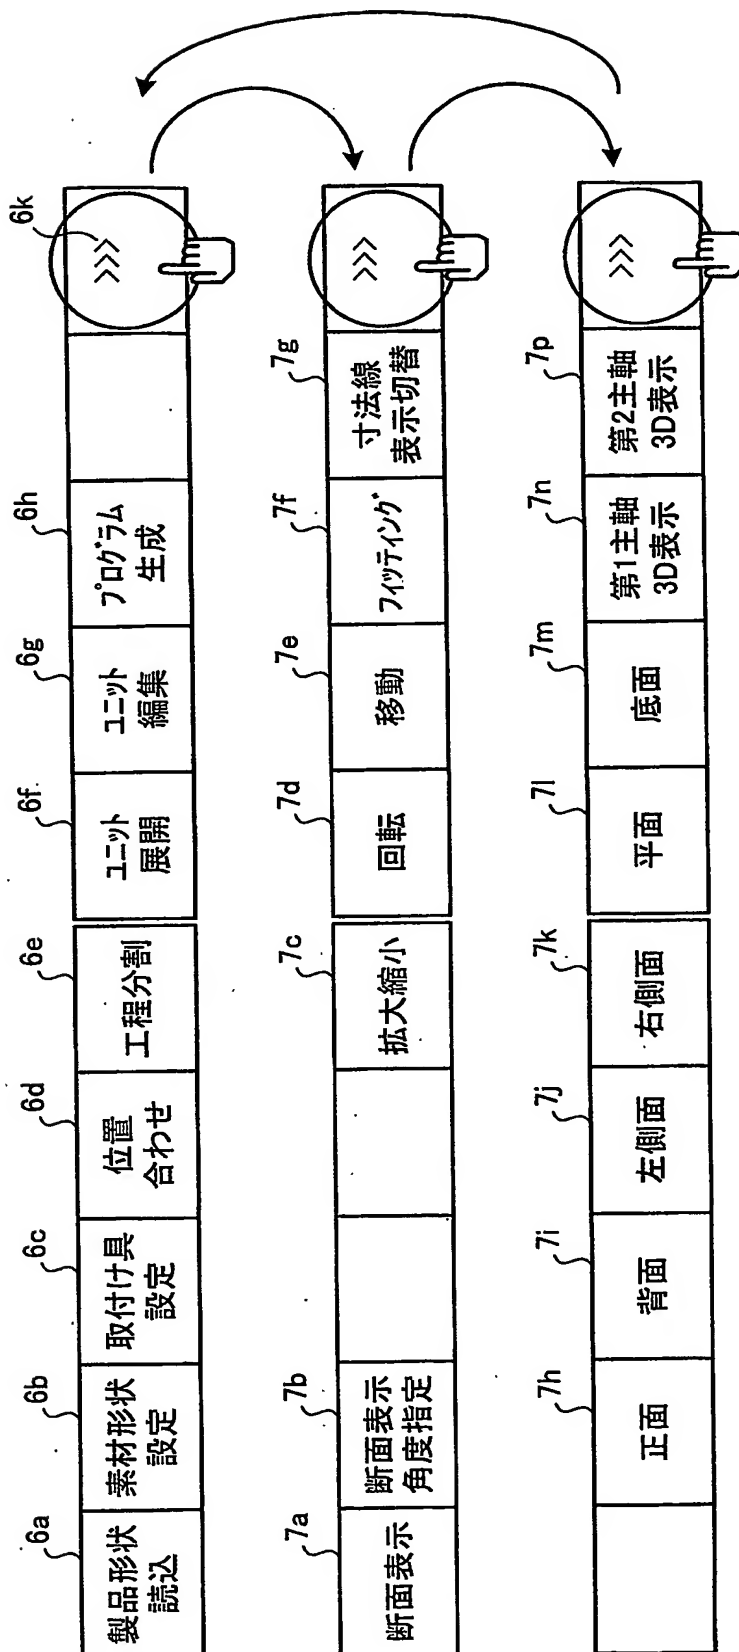 6a
製品形状
読込
6b
素材形状
設定
6c
取付け具
設定
6d
位置
合わせ
6e
工程分割
6f
ユニット
展開
6g
ユニット
編集
6h
プログラム
生成
6k
>>>
7a
断面表示
7b
断面表示
角度指定
7c
拡大縮小
7d
回転
7e
移動
7f
フィッティング
7g
寸法線
表示切替
>>>
7h
正面
7i
背面
7j
左側面
7k
右側面
7l
平面
7m
底面
7n
第1主軸
3D表示
7p
第2主軸
3D表示
>>>